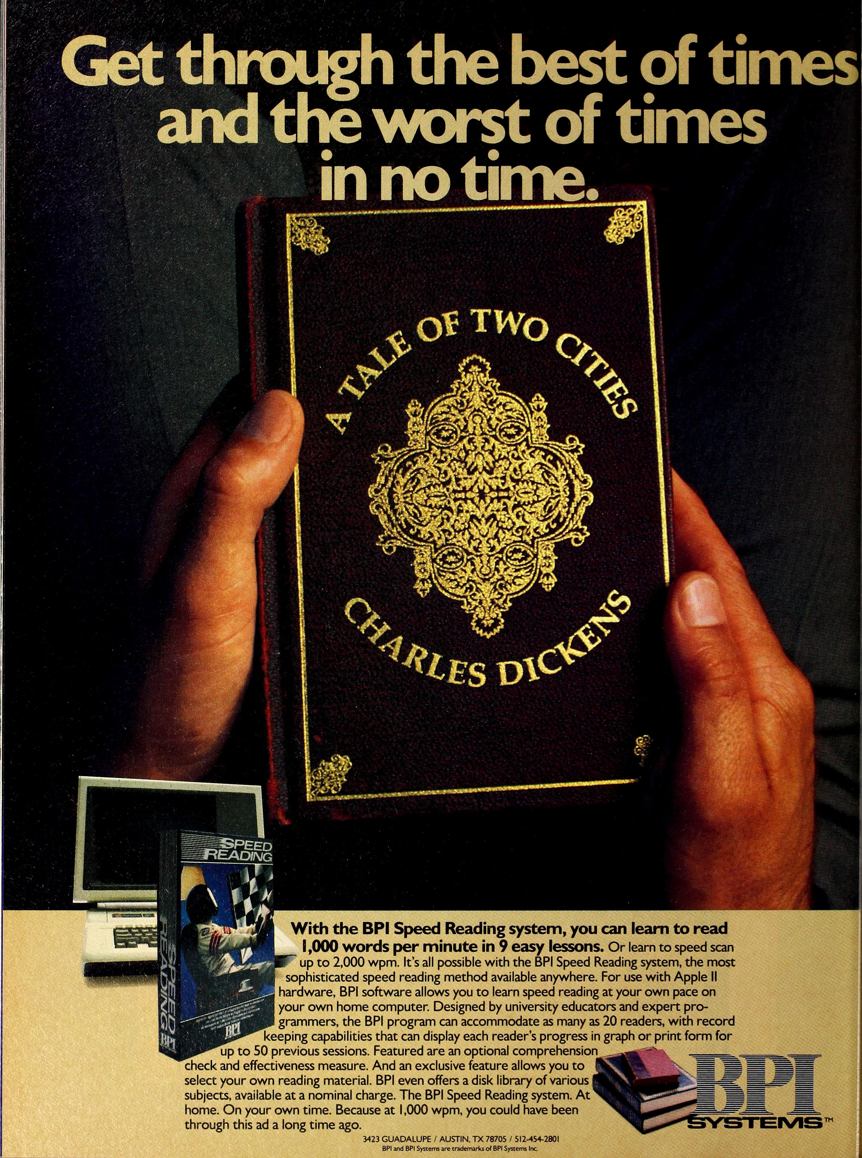 Get through the best of times
and the worst of times
in no time.
A TALE OF TWO CITIES
CHARLES DICKENS
SPEED
READING
SPEED
READING
BPI
BPI
With the BPI Speed Reading system, you can learn to read
1,000 words per minute in 9 easy lessons. Or learn to speed scan
up to 2,000 wpm. It's all possible with the BPI Speed Reading system, the most
sophisticated speed reading method available anywhere. For use with Apple II
hardware, BPI software allows you to learn speed reading at your own pace on
your own home computer. Designed by university educators and expert pro-
grammers, the BPI program can accommodate as many as 20 readers, with record
keeping capabilities that can display each reader's progress in graph or print form for
up to 50 previous sessions. Featured are an optional comprehension
check and effectiveness measure. And an exclusive feature allows you to
select your own reading material. BPI even offers a disk library of various
subjects, available at a nominal charge. The BPI Speed Reading system. At
home. On your own time. Because at 1,000 wpm, you could have been
through this ad a long time ago.
BPI
SYSTEMS™
3423 GUADALUPE / AUSTIN, TX 78705 / 512-454-2801
BPI and BPI Systems are trademarks of BPI Systems Inc.